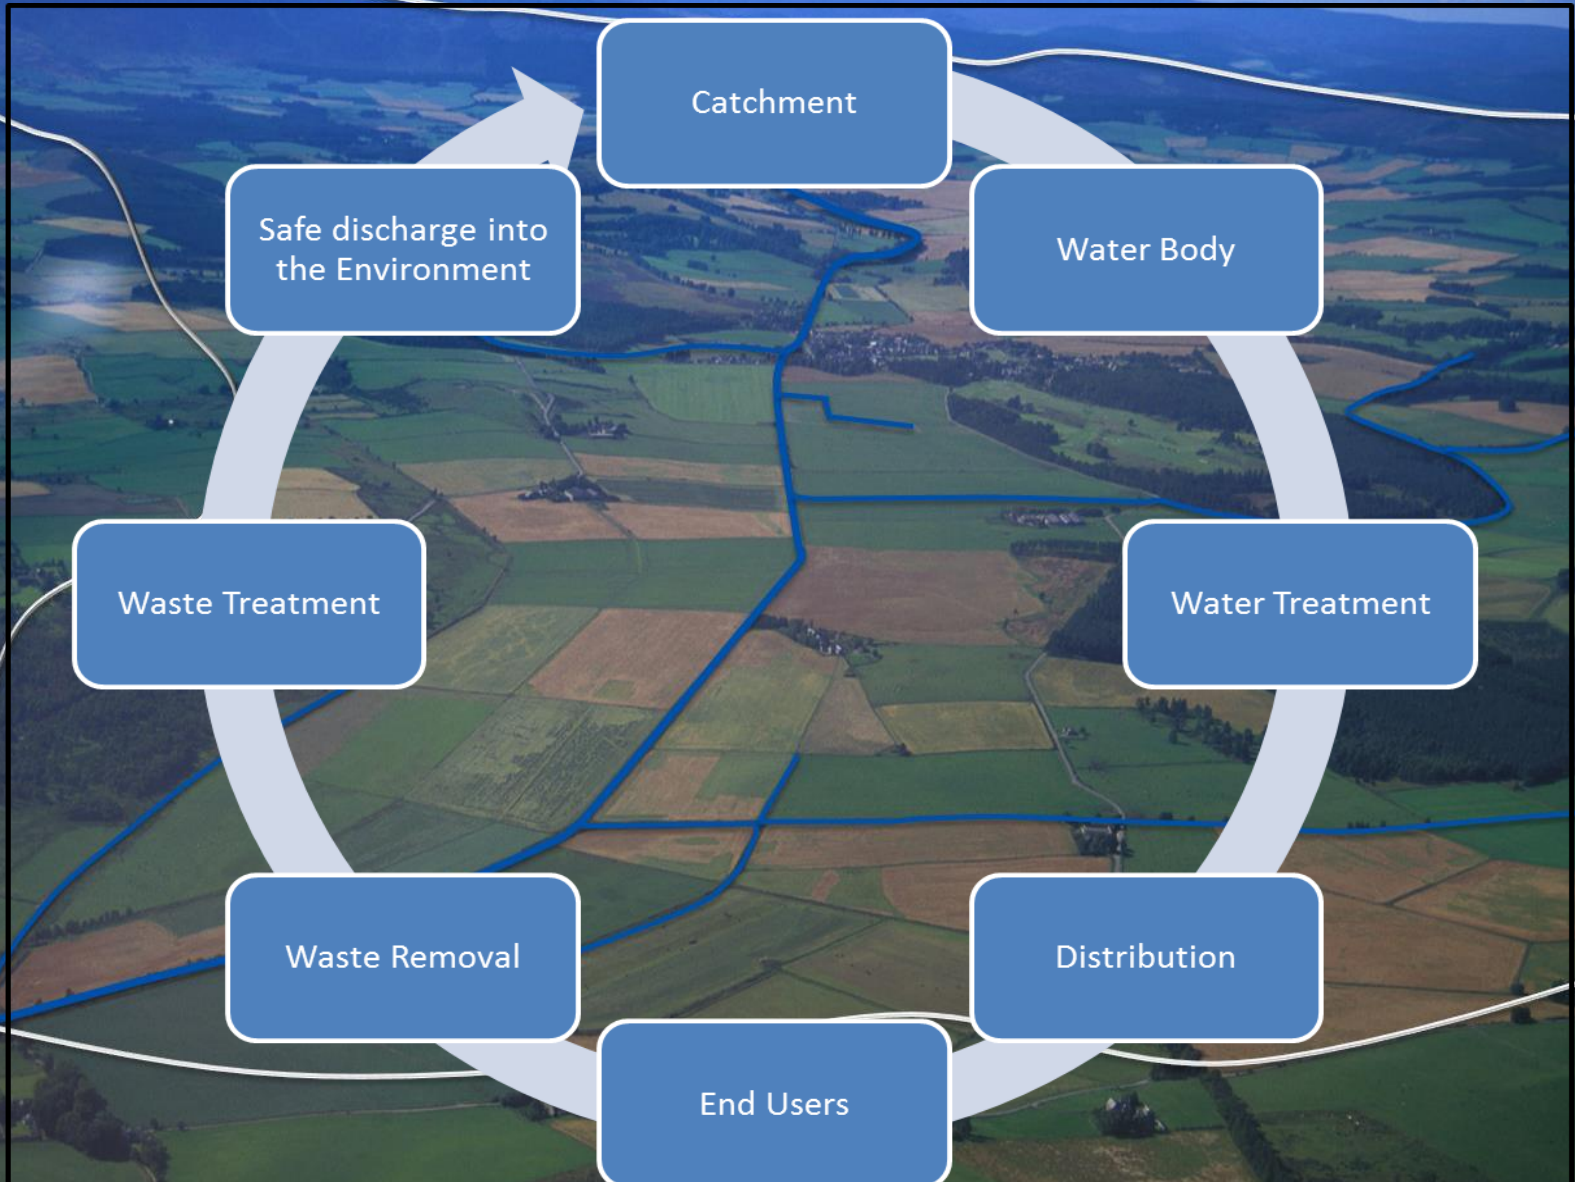 Catchment
Water Body
Water Treatment
Distribution
End Users
Waste Removal
Waste Treatment
Safe discharge into
the Environment